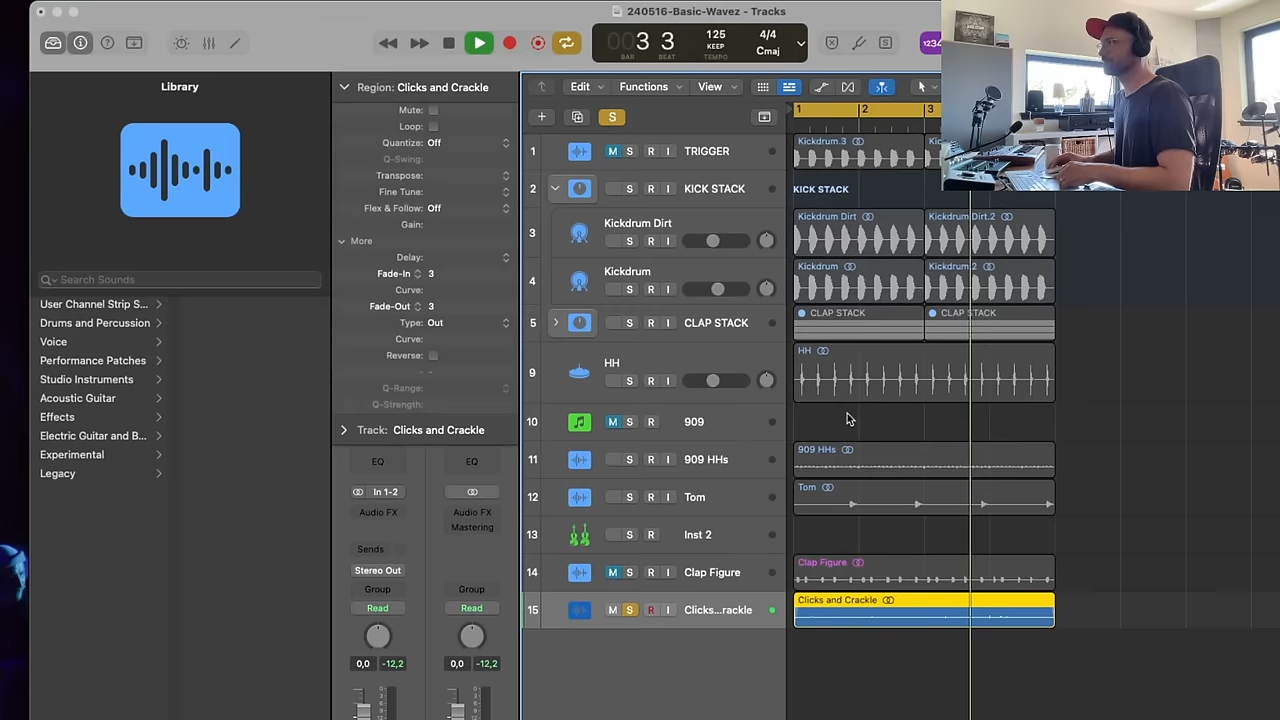 240516-Basic-Wavez - Tracks
003 3 125 4/4
BAR BEAT KEEP TEMPO Cmaj
1234
Library
Search Sounds
User Channel Strip S...
Drums and Percussion
Voice
Performance Patches
Studio Instruments
Acoustic Guitar
Effects
Electric Guitar and B...
Experimental
Legacy
Region: Clicks and Crackle
Mute:
Loop:
Quantize: Off
Q-Swing:
Transpose:
Fine Tune:
Flex & Follow: Off
Gain:
More
Delay:
Fade-In 3
Curve:
Fade-Out 3
Type: Out
Curve:
Reverse:
Q-Range:
Q-Strength:
Track: Clicks and Crackle
EQ EQ
In 1-2
Audio FX Audio FX
Mastering
Sends
Stereo Out
Group Group
Read Read
0,0 -12,2 0,0 -12,2
Edit Functions View
S
1 2 3
1 M S R I TRIGGER
Kickdrum.3
2 S R I KICK STACK
KICK STACK
3 Kickdrum Dirt
S R I
Kickdrum Dirt Kickdrum Dirt.2
4 Kickdrum
S R I
Kickdrum Kickdrum.2
5 S R I CLAP STACK
CLAP STACK CLAP STACK
9 HH
S R I
HH
10 M S R 909
11 S R I 909 HHs
909 HHs
12 S R I Tom
Tom
13 S R Inst 2
14 M S R I Clap Figure
Clap Figure
15 M S R I Clicks...rackle
Clicks and Crackle